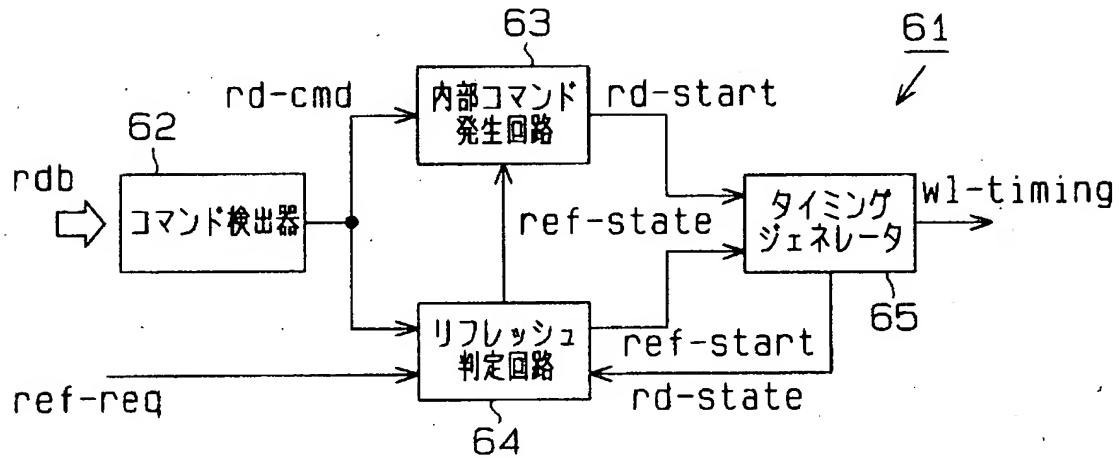 61
63
rd-cmd
内部コマンド
発生回路
rd-start
62
rdb
コマンド検出器
ref-state
タイミング
ジェネレータ
wl-timing
65
リフレッシュ
判定回路
ref-start
rd-state
ref-req
64